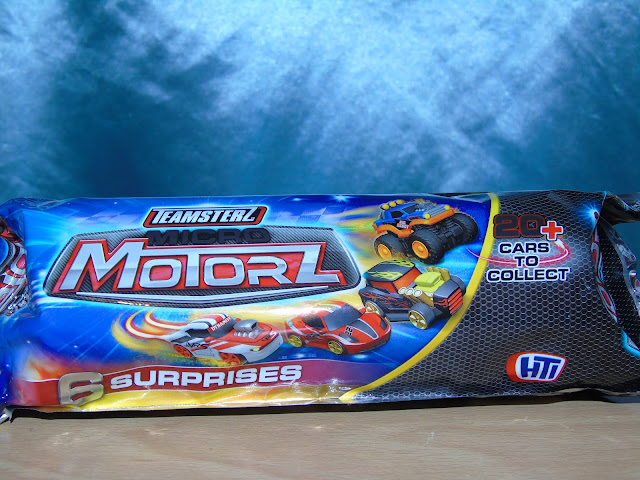 TEAMSTERZ
MICRO
MOTORZ
20+
CARS
TO
COLLECT
6 SURPRISES
HTI